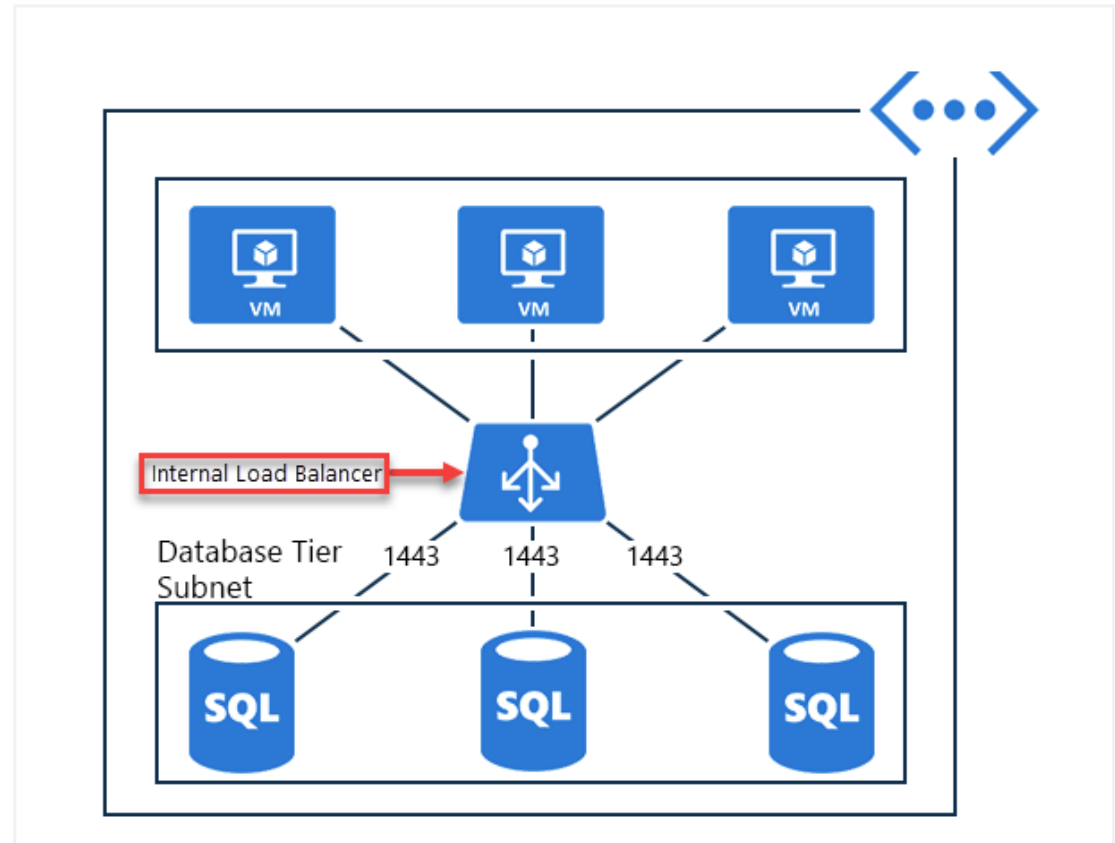 VM
VM
VM
Internal Load Balancer
Database Tier
Subnet
1443
1443
1443
SQL
SQL
SQL